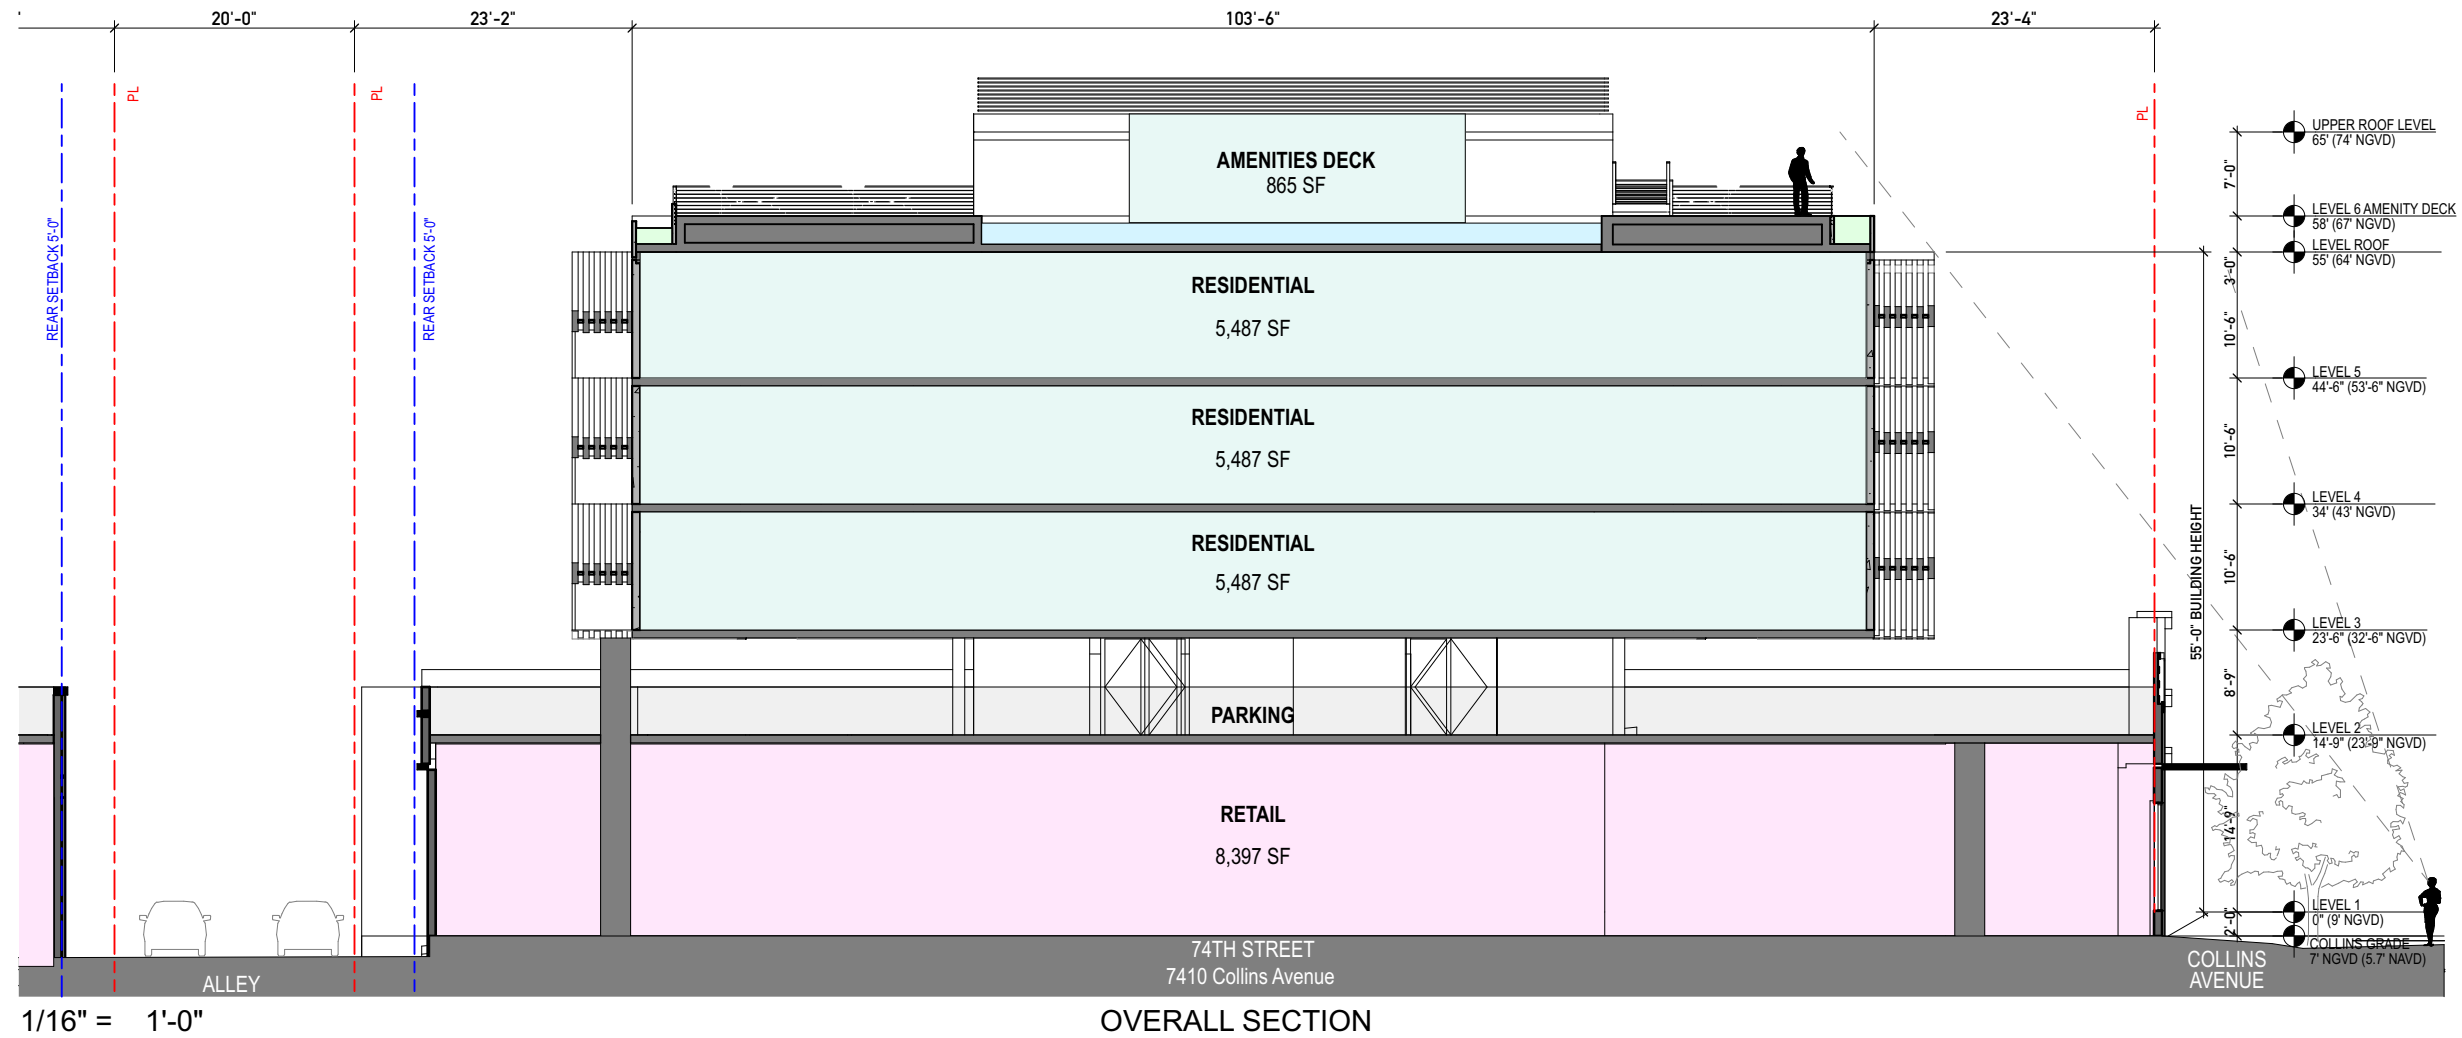 20'-0"
23'-2"
103'-6"
23'-4"
PL
PL
PL
REAR SETBACK 5'-0"
REAR SETBACK 5'-0"
AMENITIES DECK
865 SF
RESIDENTIAL
5,487 SF
RESIDENTIAL
5,487 SF
RESIDENTIAL
5,487 SF
PARKING
RETAIL
8,397 SF
UPPER ROOF LEVEL
65' (74' NGVD)
7'-0"
LEVEL 6 AMENITY DECK
58' (67' NGVD)
LEVEL ROOF
55' (64' NGVD)
3'-0"
10'-6"
LEVEL 5
44'-6" (53'-6" NGVD)
10'-6"
LEVEL 4
34' (43' NGVD)
10'-6"
55'-0" BUILDING HEIGHT
LEVEL 3
23'-6" (32'-6" NGVD)
8'-9"
LEVEL 2
14'-9" (23'-9" NGVD)
14'-9"
LEVEL 1
0" (9' NGVD)
2'-0"
COLLINS GRADE
7' NGVD (5.7' NAVD)
74TH STREET
7410 Collins Avenue
COLLINS
AVENUE
ALLEY
1/16" = 1'-0"
OVERALL SECTION